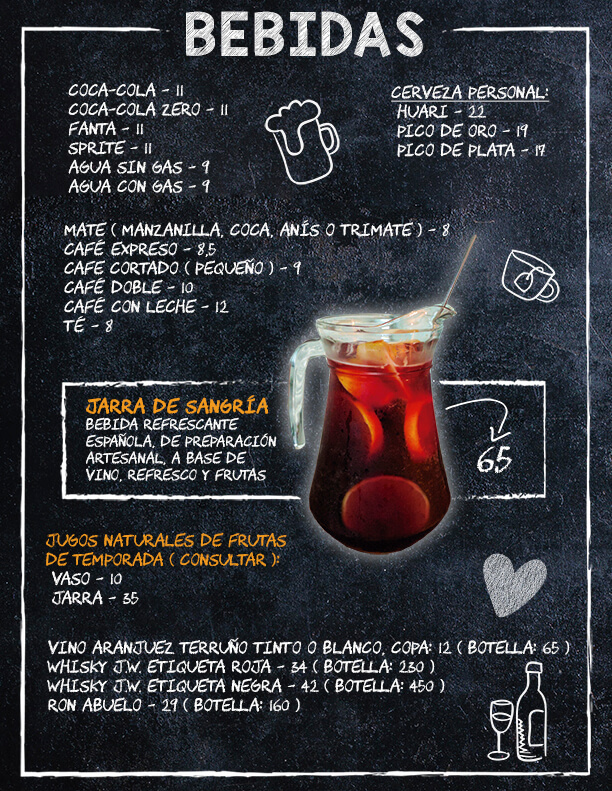 BEBIDAS
COCA-COLA - 11
COCA-COLA ZERO - 11
FANTA - 11
SPRITE - 11
AGUA SIN GAS - 9
AGUA CON GAS - 9
CERVEZA PERSONAL:
HUARI - 22
PICO DE ORO - 19
PICO DE PLATA - 17
MATE ( MANZANILLA, COCA, ANÍS O TRIMATE ) - 8
CAFÉ EXPRESO - 8,5
CAFE CORTADO ( PEQUEÑO ) - 9
CAFÉ DOBLE - 10
CAFÉ CON LECHE - 12
TÉ - 8
JARRA DE SANGRÍA
BEBIDA REFRESCANTE
ESPAÑOLA, DE PREPARACIÓN
ARTESANAL, A BASE DE
VINO, REFRESCO Y FRUTAS
65
JUGOS NATURALES DE FRUTAS
DE TEMPORADA ( CONSULTAR ):
VASO - 10
JARRA - 35
VINO ARANJUEZ TERRUÑO TINTO O BLANCO, COPA: 12 ( BOTELLA: 65 )
WHISKY J.W. ETIQUETA ROJA - 34 ( BOTELLA: 230 )
WHISKY J.W. ETIQUETA NEGRA - 42 ( BOTELLA: 450 )
RON ABUELO - 29 ( BOTELLA: 160 )